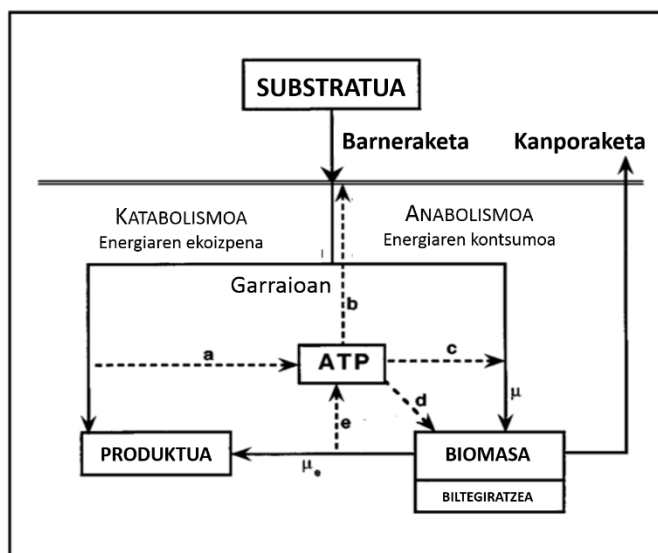 SUBSTRATUA
Barneraketa
Kanporaketa
KATABOLISMOA
Energiaren ekoizpena
ANABOLISMOA
Energiaren kontsumoa
Garraioan
b
a
ATP
c
d
e
μ
PRODUKTUA
μe
BIOMASA
BILTEGIRATZEA